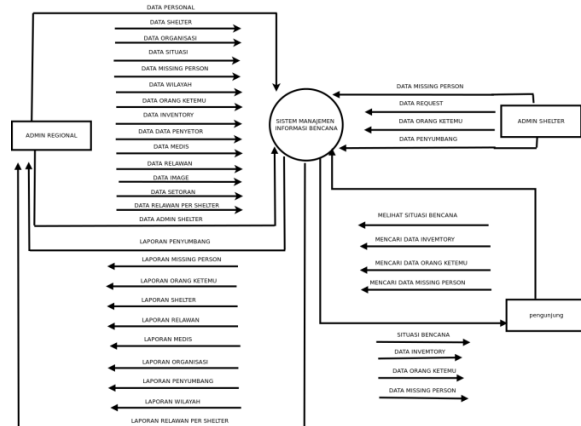 DATA PERSONAL
DATA SHELTER
DATA ORGANISASI
DATA SITUASI
DATA MISSING PERSON
DATA WILAYAH
DATA ORANG KETEMU
DATA INVENTORY
DATA DATA PENYETOR
DATA MEDIS
DATA RELAWAN
DATA IMAGE
DATA SETORAN
DATA RELAWAN PER SHELTER
DATA ADMIN SHELTER
ADMIN REGIONAL
SISTEM MANAJEMEN
INFORMASI BENCANA
DATA MISSING PERSON
DATA REQUEST
DATA ORANG KETEMU
DATA PENYUMBANG
ADMIN SHELTER
LAPORAN PENYUMBANG
LAPORAN MISSING PERSON
LAPORAN ORANG KETEMU
LAPORAN SHELTER
LAPORAN RELAWAN
LAPORAN MEDIS
LAPORAN ORGANISASI
LAPORAN PENYUMBANG
LAPORAN WILAYAH
LAPORAN RELAWAN PER SHELTER
MELIHAT SITUASI BENCANA
MENCARI DATA INVEMTORY
MENCARI DATA ORANG KETEMU
MENCARI DATA MISSING PERSON
pengunjung
SITUASI BENCANA
DATA INVEMTORY
DATA ORANG KETEMU
DATA MISSING PERSON